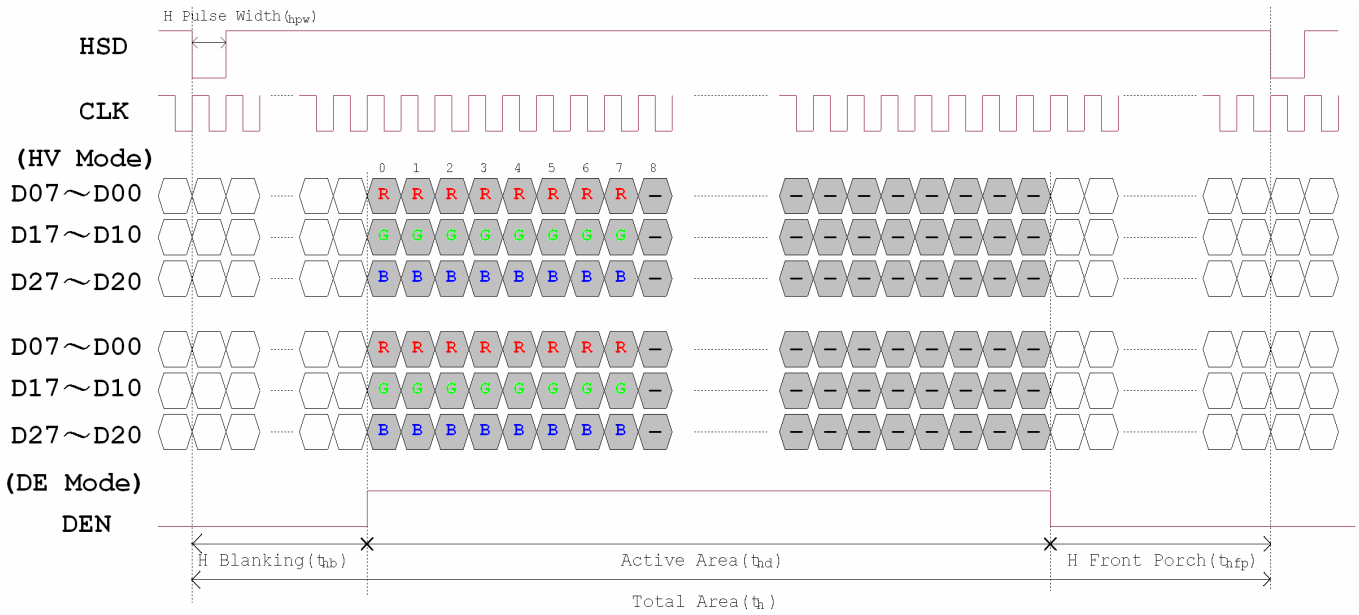 H Pulse Width(hpw)
HSD
CLK
(HV Mode)
0 1 2 3 4 5 6 7 8
D07～D00 R R R R R R R R — — — — — — — — —
D17～D10 G G G G G G G G — — — — — — — — —
D27～D20 B B B B B B B B — — — — — — — — —
D07～D00 R R R R R R R R — — — — — — — — —
D17～D10 G G G G G G G G — — — — — — — — —
D27～D20 B B B B B B B B — — — — — — — — —
(DE Mode)
DEN
H Blanking(thb) Active Area(thd) H Front Porch(thfp)
Total Area(th)